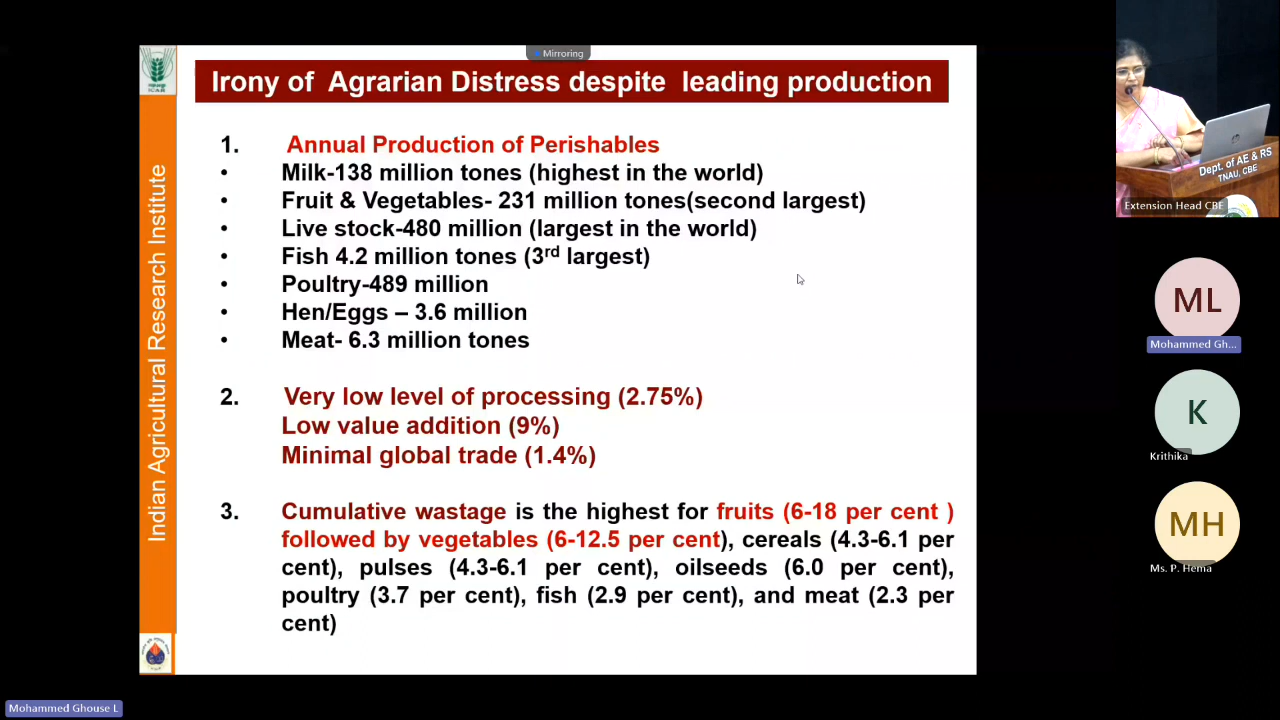 Mirroring
ICAR
Indian Agricultural Research Institute
Irony of Agrarian Distress despite leading production
1. Annual Production of Perishables
• Milk-138 million tones (highest in the world)
• Fruit & Vegetables- 231 million tones(second largest)
• Live stock-480 million (largest in the world)
• Fish 4.2 million tones (3rd largest)
• Poultry-489 million
• Hen/Eggs – 3.6 million
• Meat- 6.3 million tones
2. Very low level of processing (2.75%)
Low value addition (9%)
Minimal global trade (1.4%)
3. Cumulative wastage is the highest for fruits (6-18 per cent )
followed by vegetables (6-12.5 per cent), cereals (4.3-6.1 per
cent), pulses (4.3-6.1 per cent), oilseeds (6.0 per cent),
poultry (3.7 per cent), fish (2.9 per cent), and meat (2.3 per
cent)
Dept. of AE & RS
TNAU, CBE
Extension Head CBE
ML
Mohammed Gh...
K
Krithika
MH
Ms. P. Hema
Mohammed Ghouse L